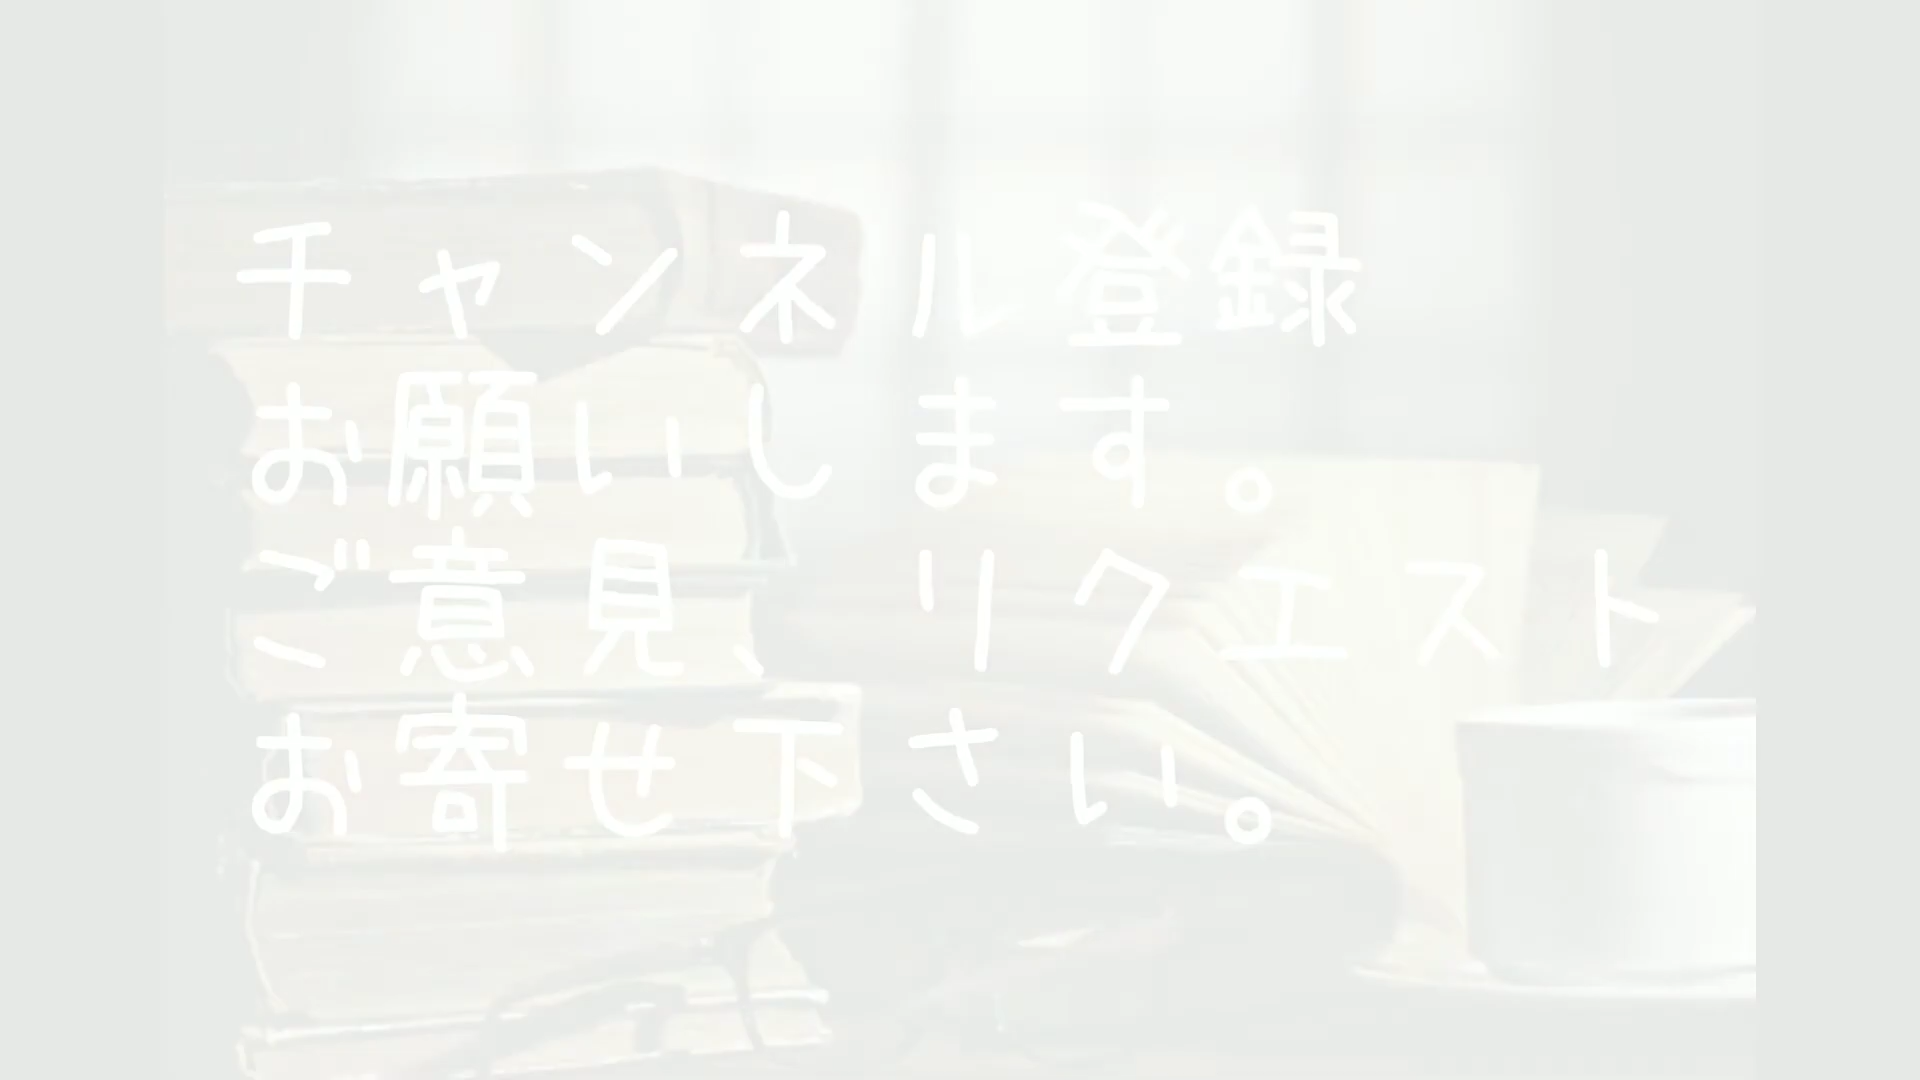 チャンネル登録
お願いします。
ご意見、リクエスト
お寄せ下さい。